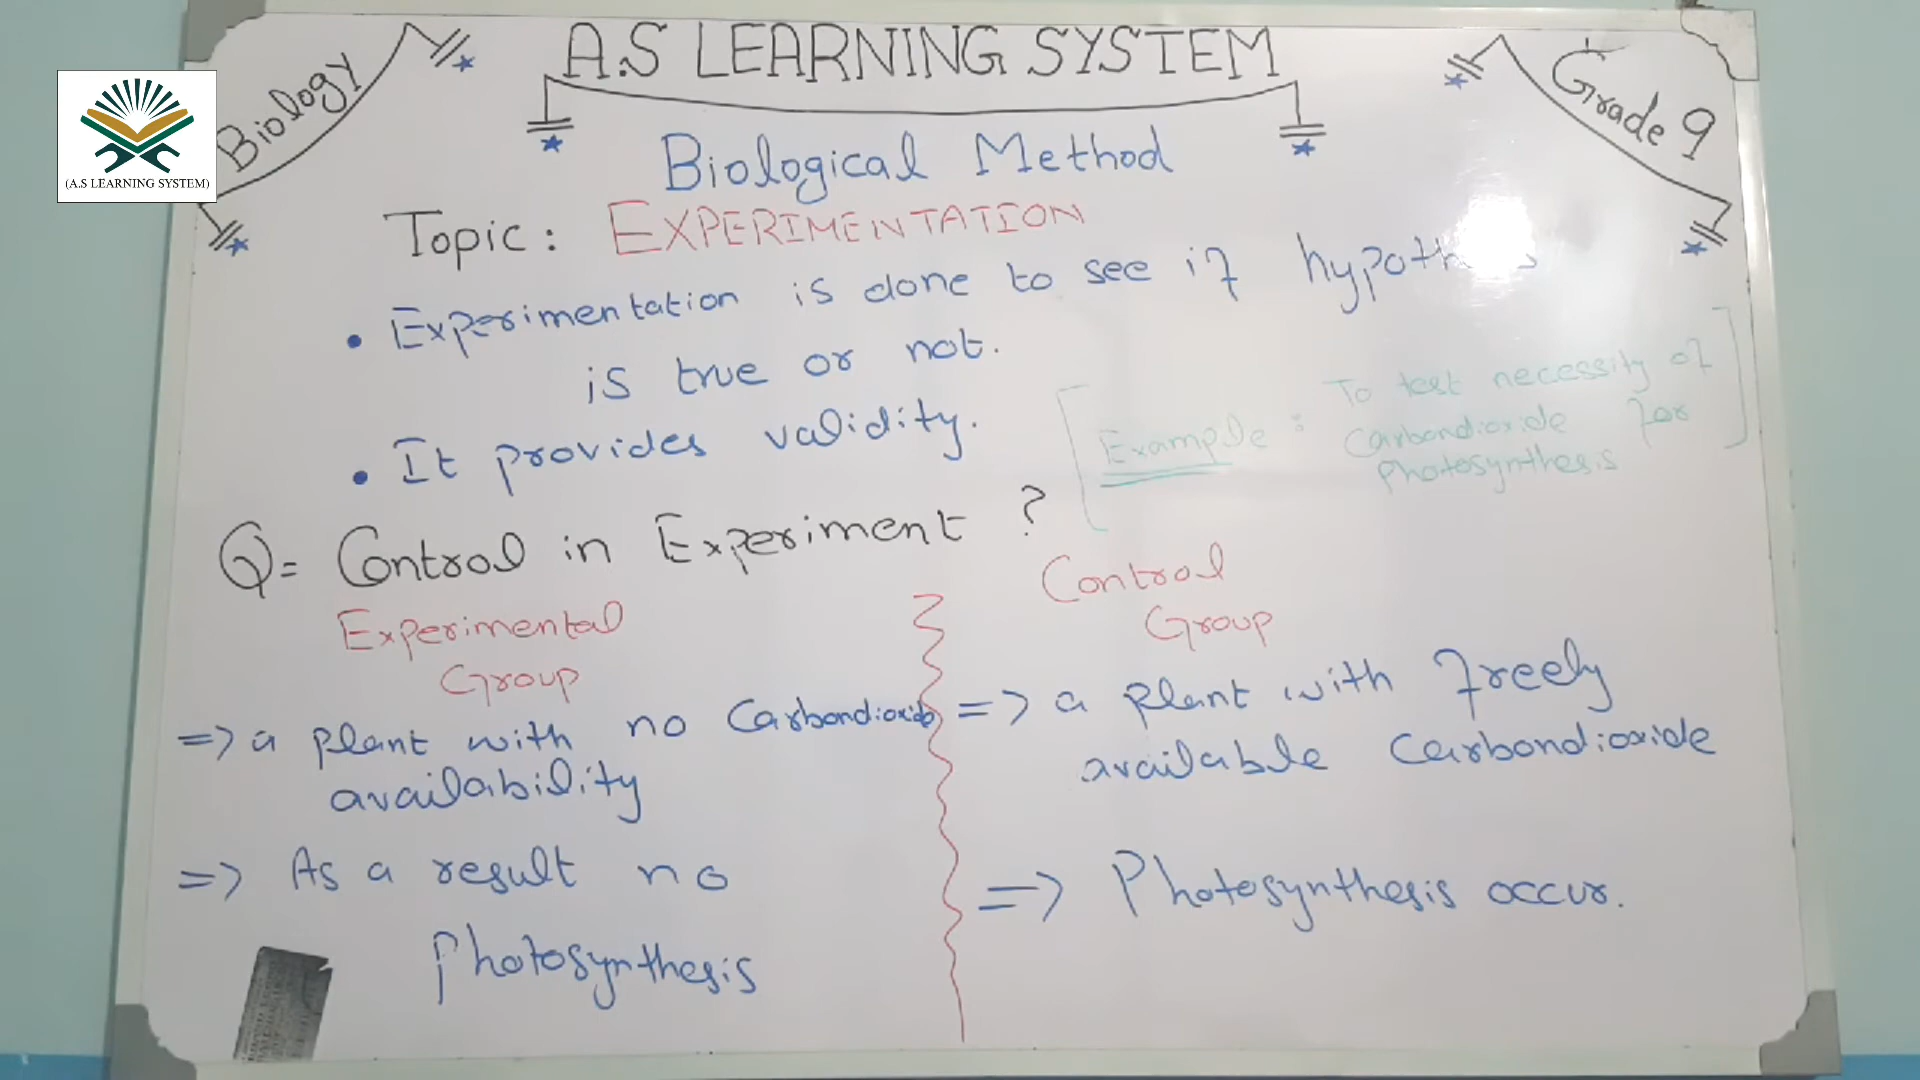 A.S LEARNING SYSTEM
Biology
Grade 9
(A.S LEARNING SYSTEM)
Biological Method
Topic: EXPERIMENTATION
• Experimentation is done to see if
is true or not.
• It provides validity.
[Example: To test necessity of
Carbondioxide for
Photosynthesis]
Q= Control in Experiment ?
Experimental
Group
=> a plant with no Carbondioxide
availability
=> As a result no
Photosynthesis
Control
Group
=> a plant with freely
available Carbondioxide
=> Photosynthesis occur.